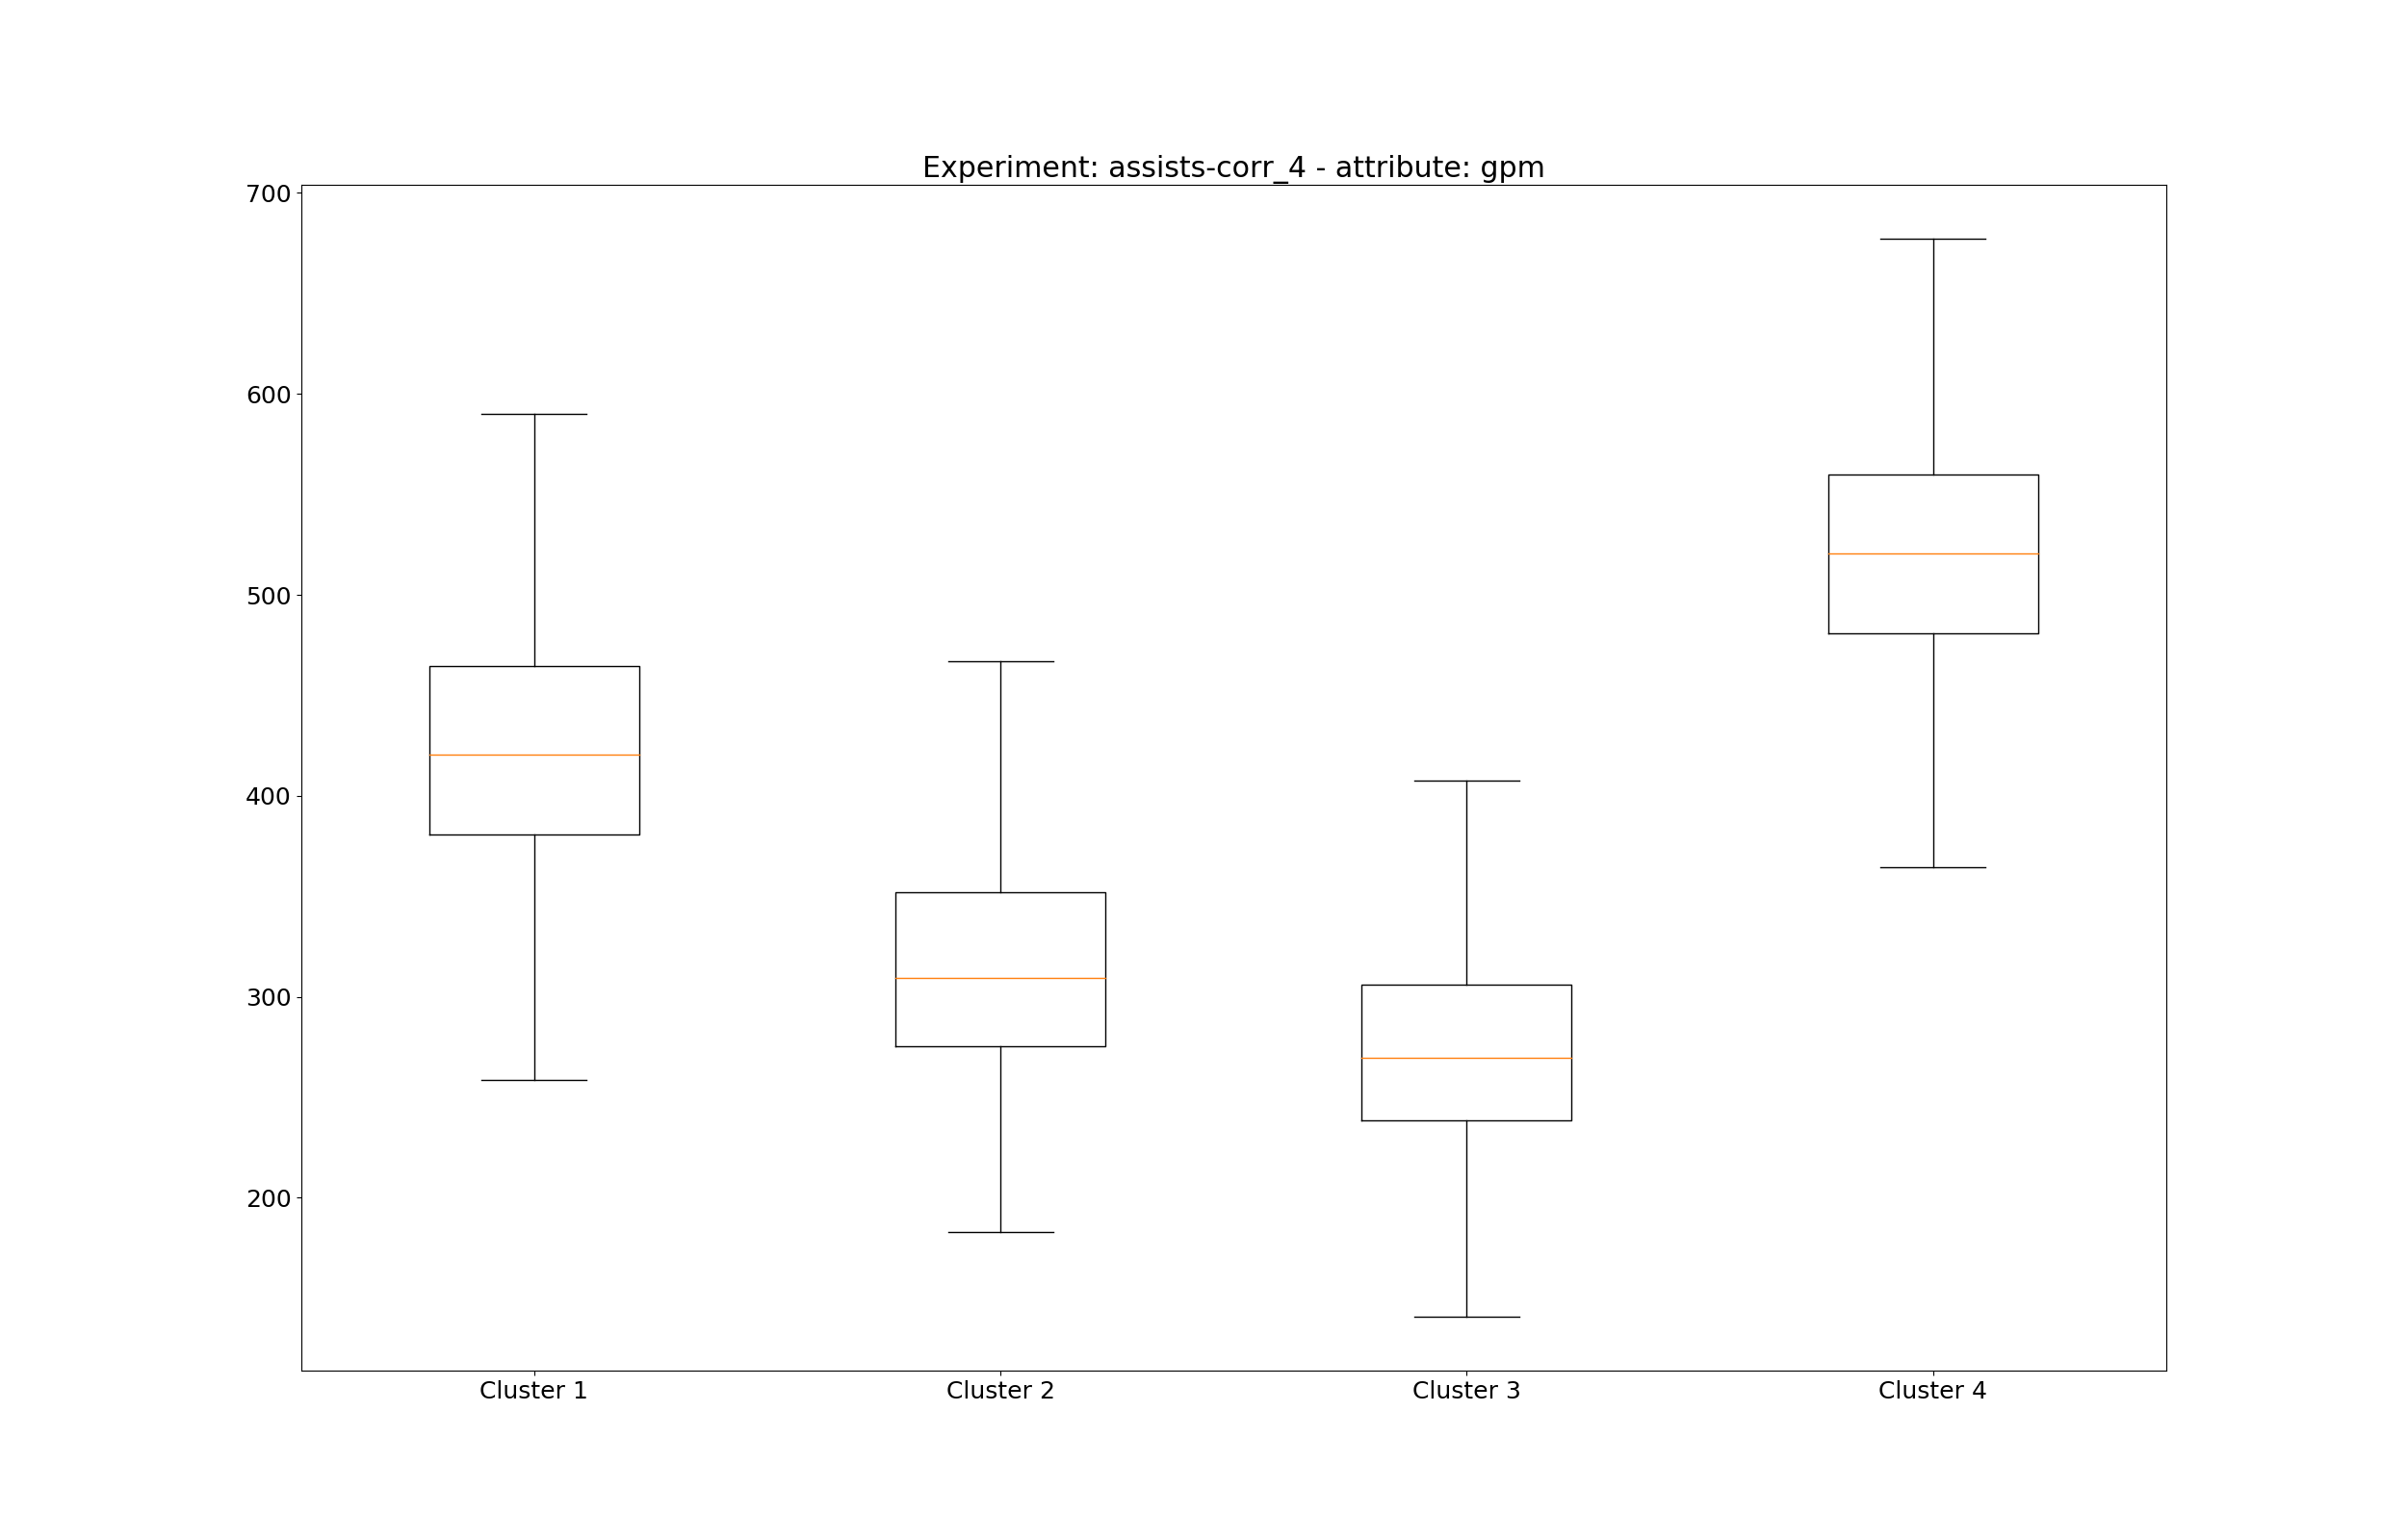 Experiment: assists-corr_4 - attribute: gpm
700
600
500
400
300
200
Cluster 1
Cluster 2
Cluster 3
Cluster 4